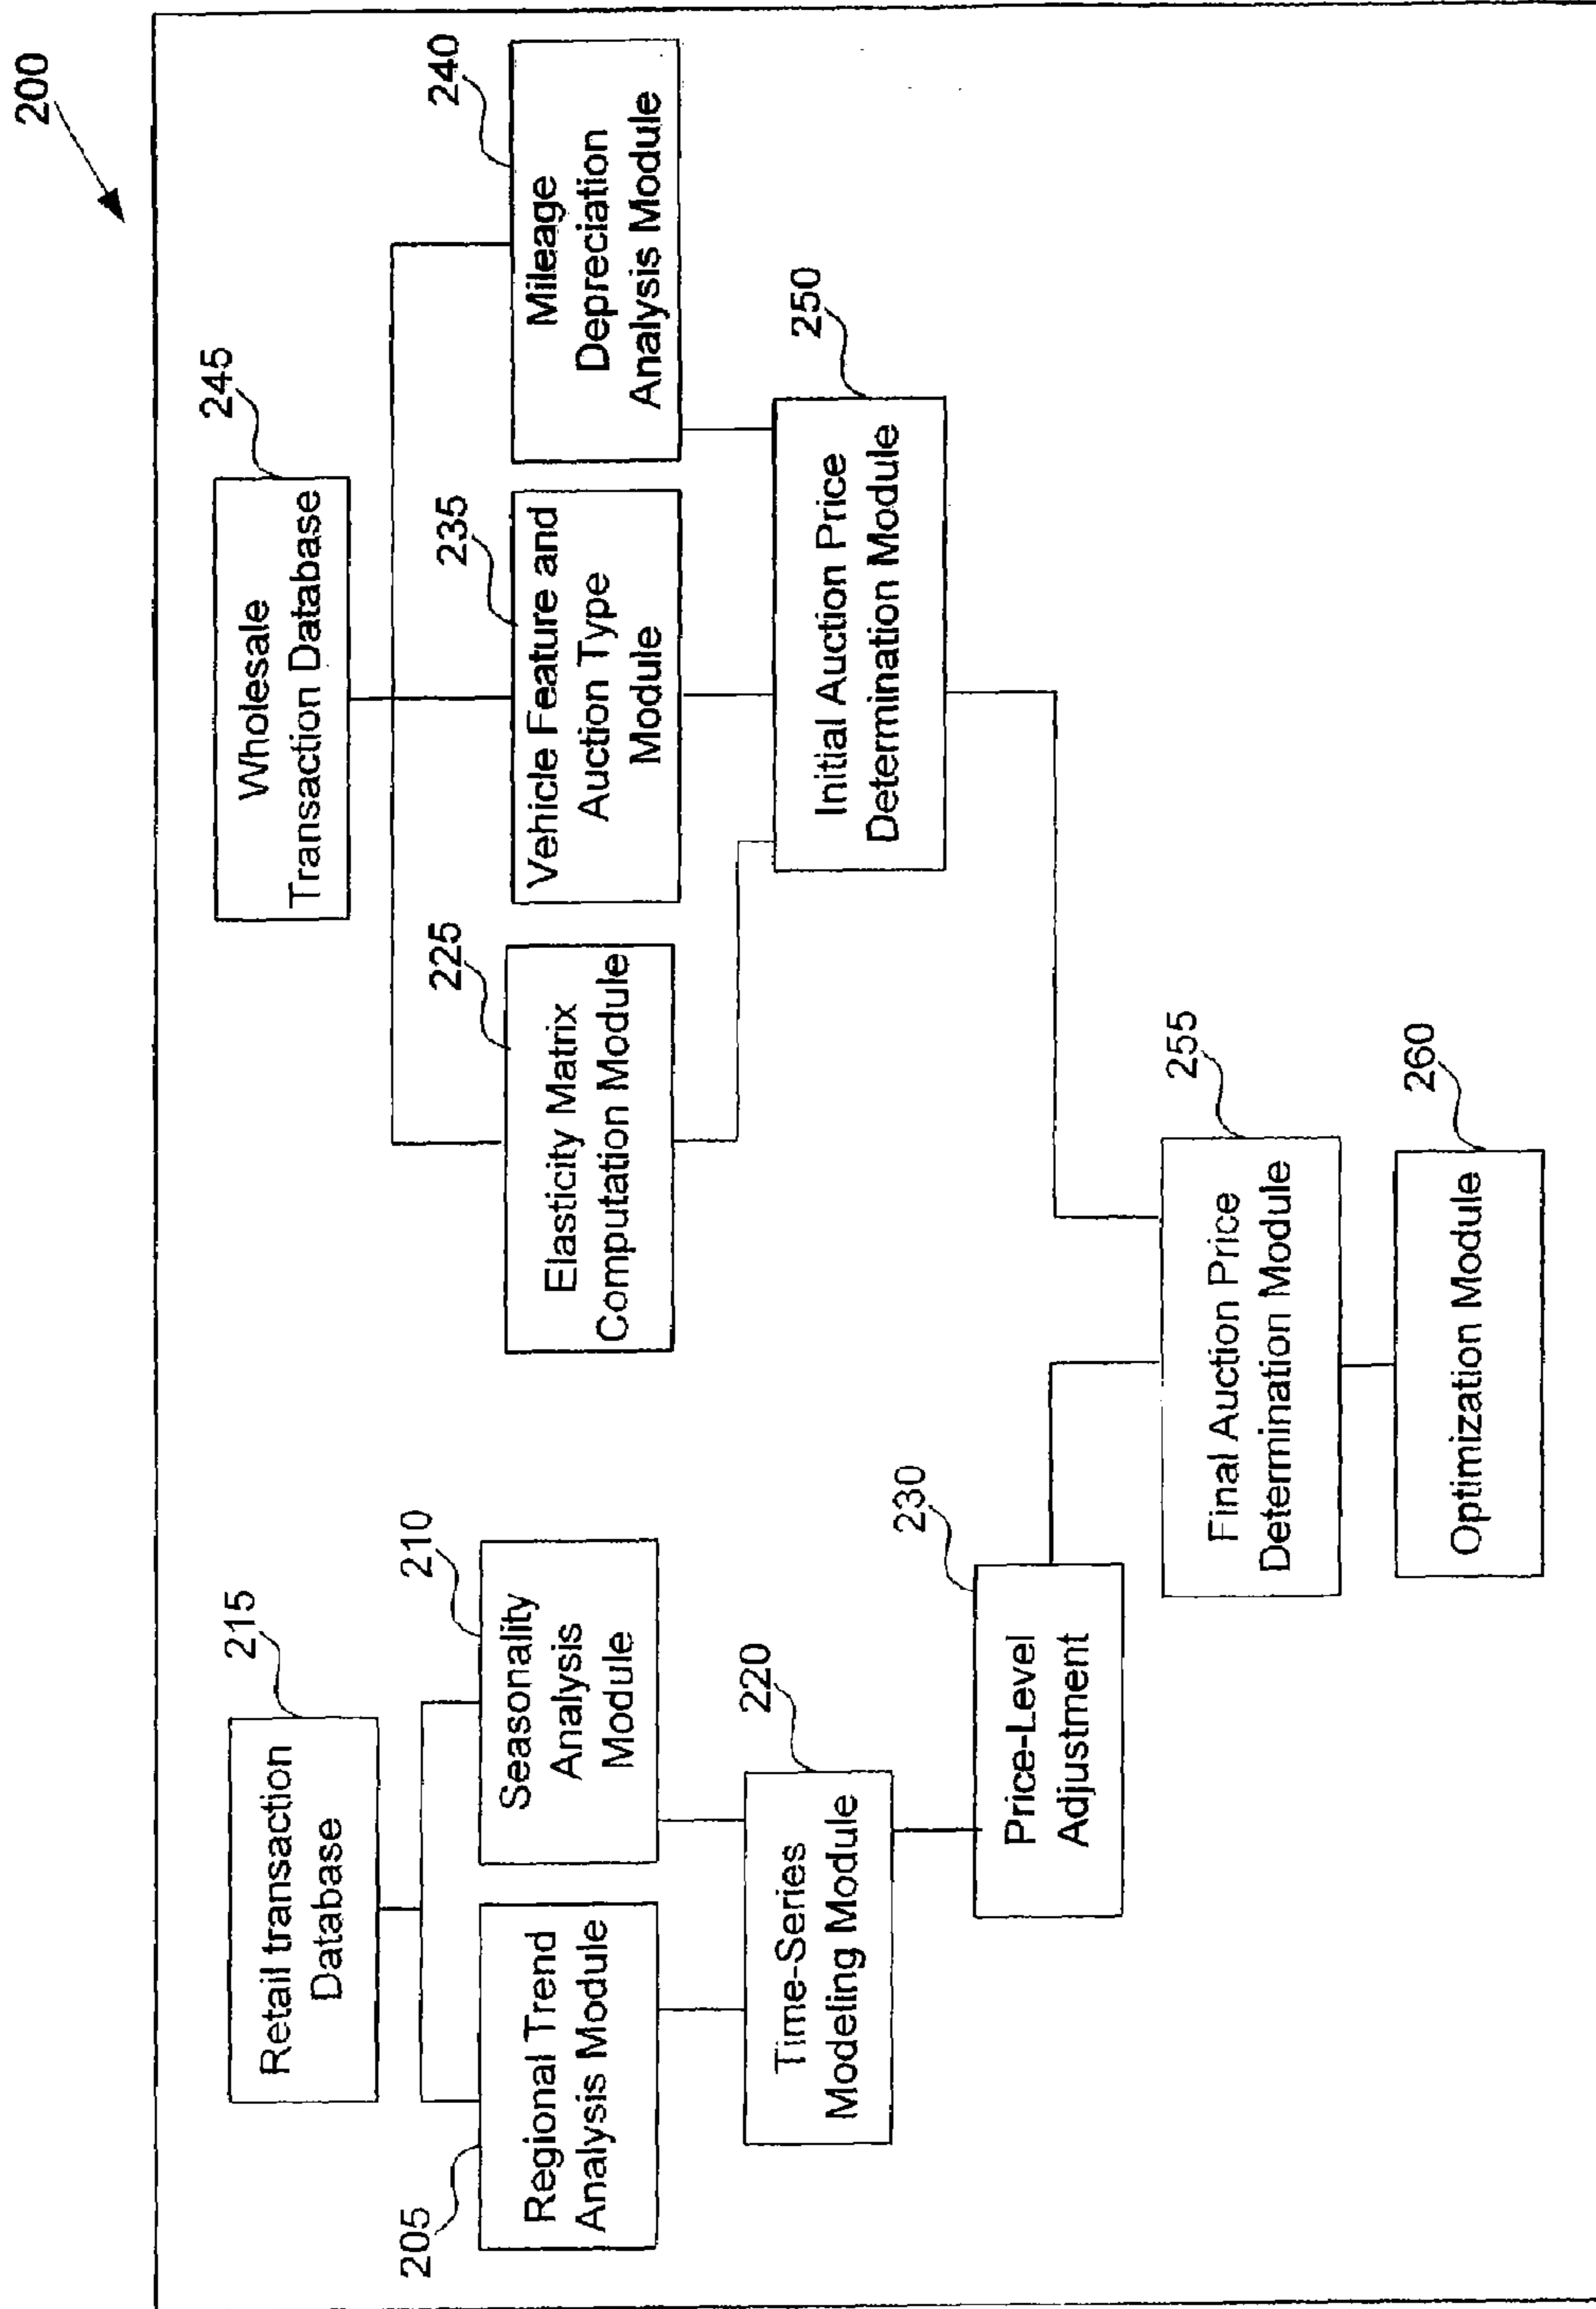 200
215
Retail transaction
Database
245
Wholesale
Transaction Database
205
Regional Trend
Analysis Module
210
Seasonality
Analysis
Module
225
Elasticity Matrix
Computation Module
235
Vehicle Feature and
Auction Type
Module
240
Mileage
Depreciation
Analysis Module
220
Time-Series
Modeling Module
250
Initial Auction Price
Determination Module
230
Price-Level
Adjustment
255
Final Auction Price
Determination Module
260
Optimization Module